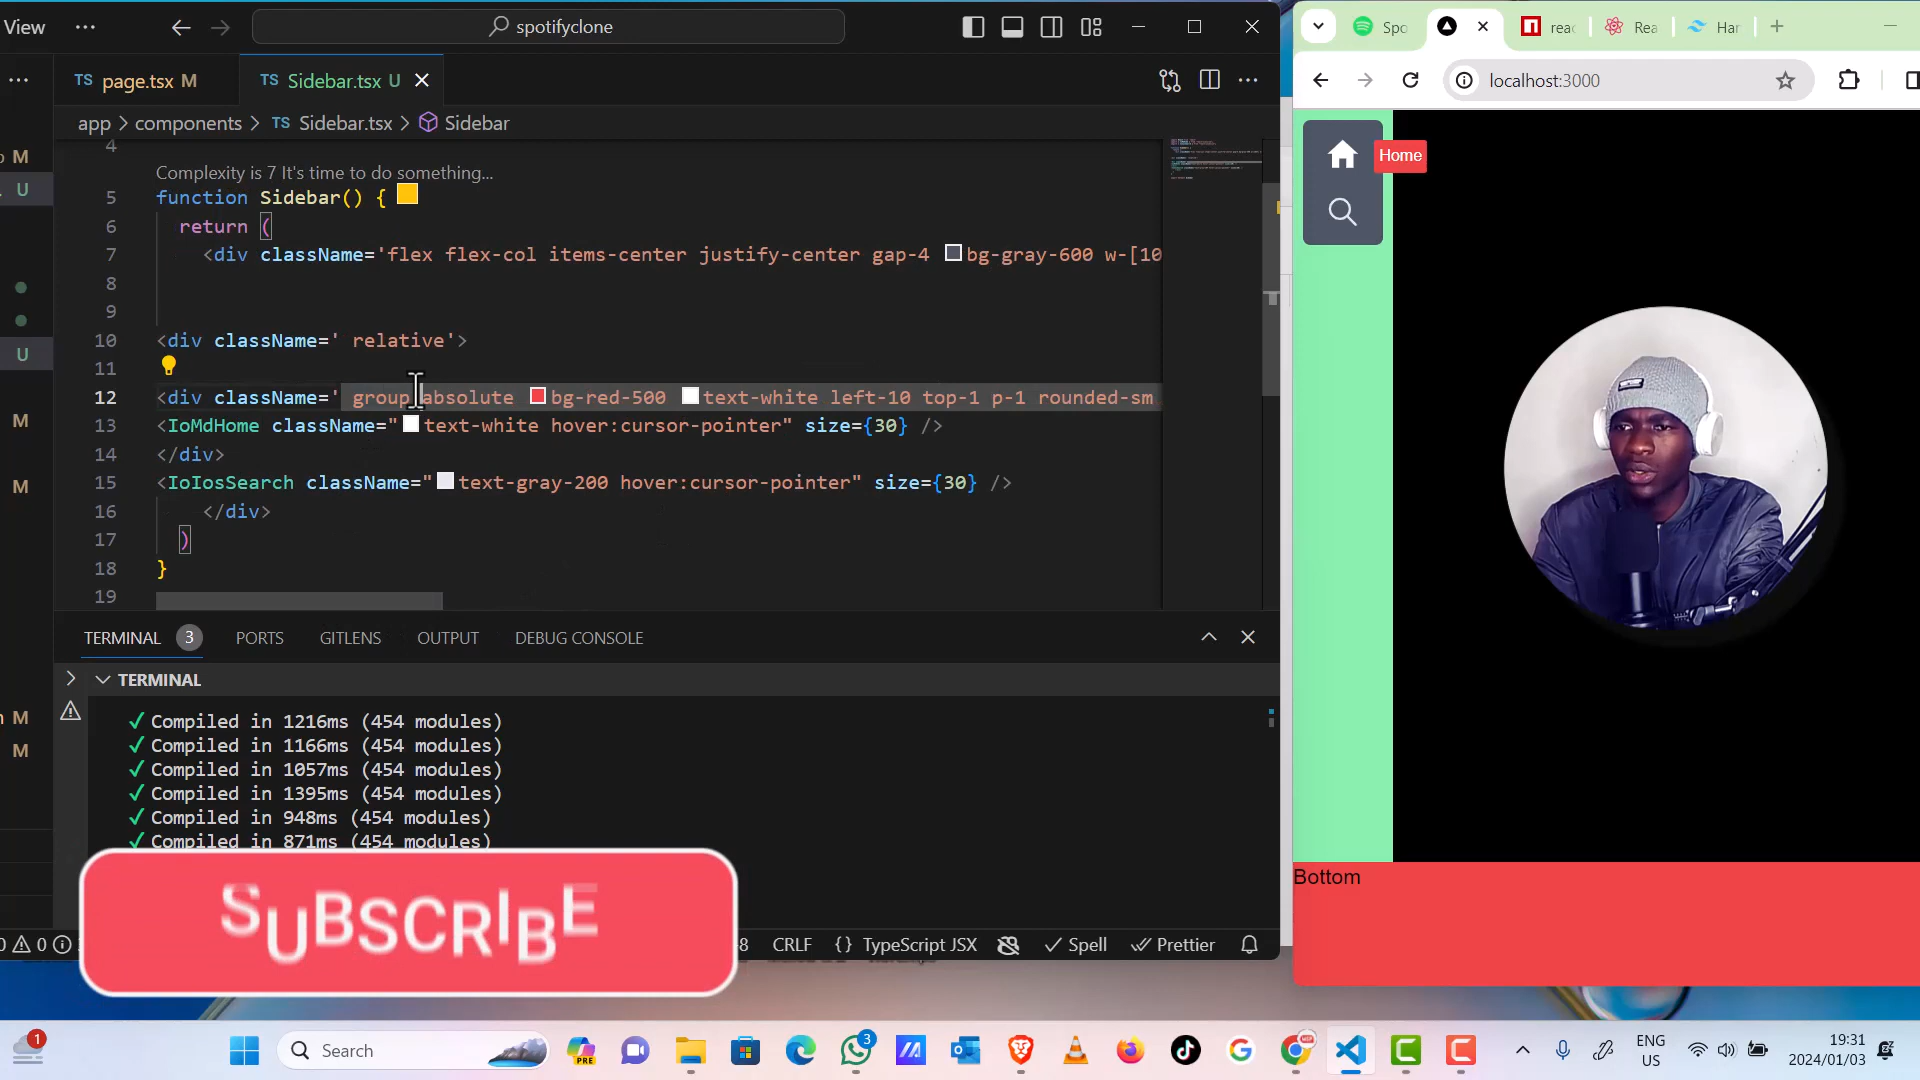 View
spotifyclone
page.tsx M
Sidebar.tsx U
app > components > TS Sidebar.tsx > Sidebar
4
Complexity is 7 It's time to do something...
5 function Sidebar() {
6 return (
7 <div className='flex flex-col items-center justify-center gap-4 bg-gray-600 w-[10
8
9
10 <div className=' relative'>
11
12 <div className=' group absolute bg-red-500 text-white left-10 top-1 p-1 rounded-sm
13 <IoMdHome className="text-white hover:cursor-pointer" size={30} />
14 </div>
15 <IoIosSearch className="text-gray-200 hover:cursor-pointer" size={30} />
16 </div>
17 )
18 }
19
TERMINAL 3 PORTS GITLENS OUTPUT DEBUG CONSOLE
TERMINAL
✓ Compiled in 1216ms (454 modules)
✓ Compiled in 1166ms (454 modules)
✓ Compiled in 1057ms (454 modules)
✓ Compiled in 1395ms (454 modules)
✓ Compiled in 948ms (454 modules)
✓ Compiled in 871ms (454 modules)
SUBSCRIBE
CRLF {} TypeScript JSX Spell Prettier
Spo
reac
Rea
Har
localhost:3000
Home
Bottom
Search
PRE
3
ENG
US
19:31
2024/01/03